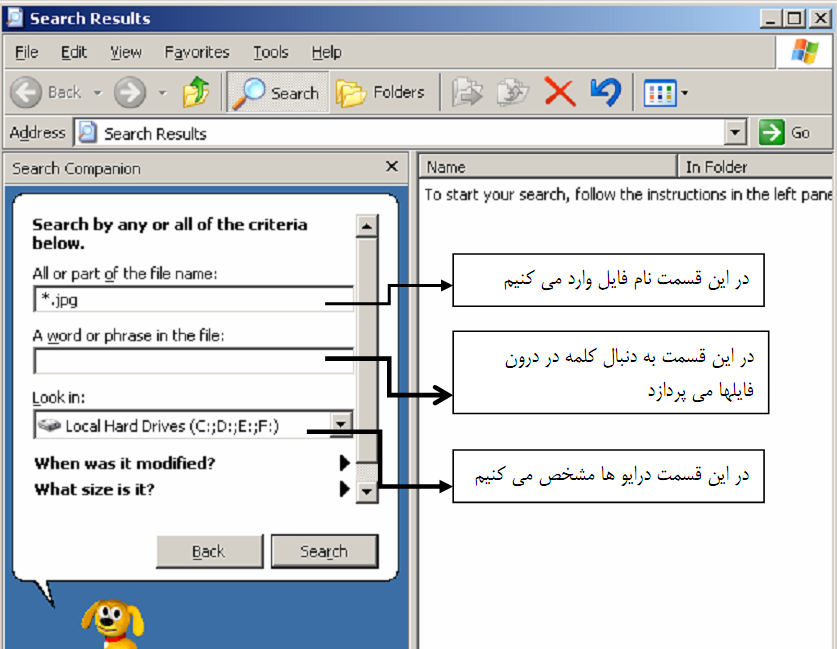 Search Results
File Edit View Favorites Tools Help
Back Search Folders
Address Search Results Go
Search Companion
Search by any or all of the criteria
below.
All or part of the file name:
*.jpg
A word or phrase in the file:
Look in:
Local Hard Drives (C:;D:;E:;F:)
When was it modified?
What size is it?
Back Search
Name In Folder
To start your search, follow the instructions in the left pane
در این قسمت نام فایل وارد می کنیم
در این قسمت به دنبال کلمه در درون
فایلها می پردازد
در این قسمت درایو ها مشخص می کنیم